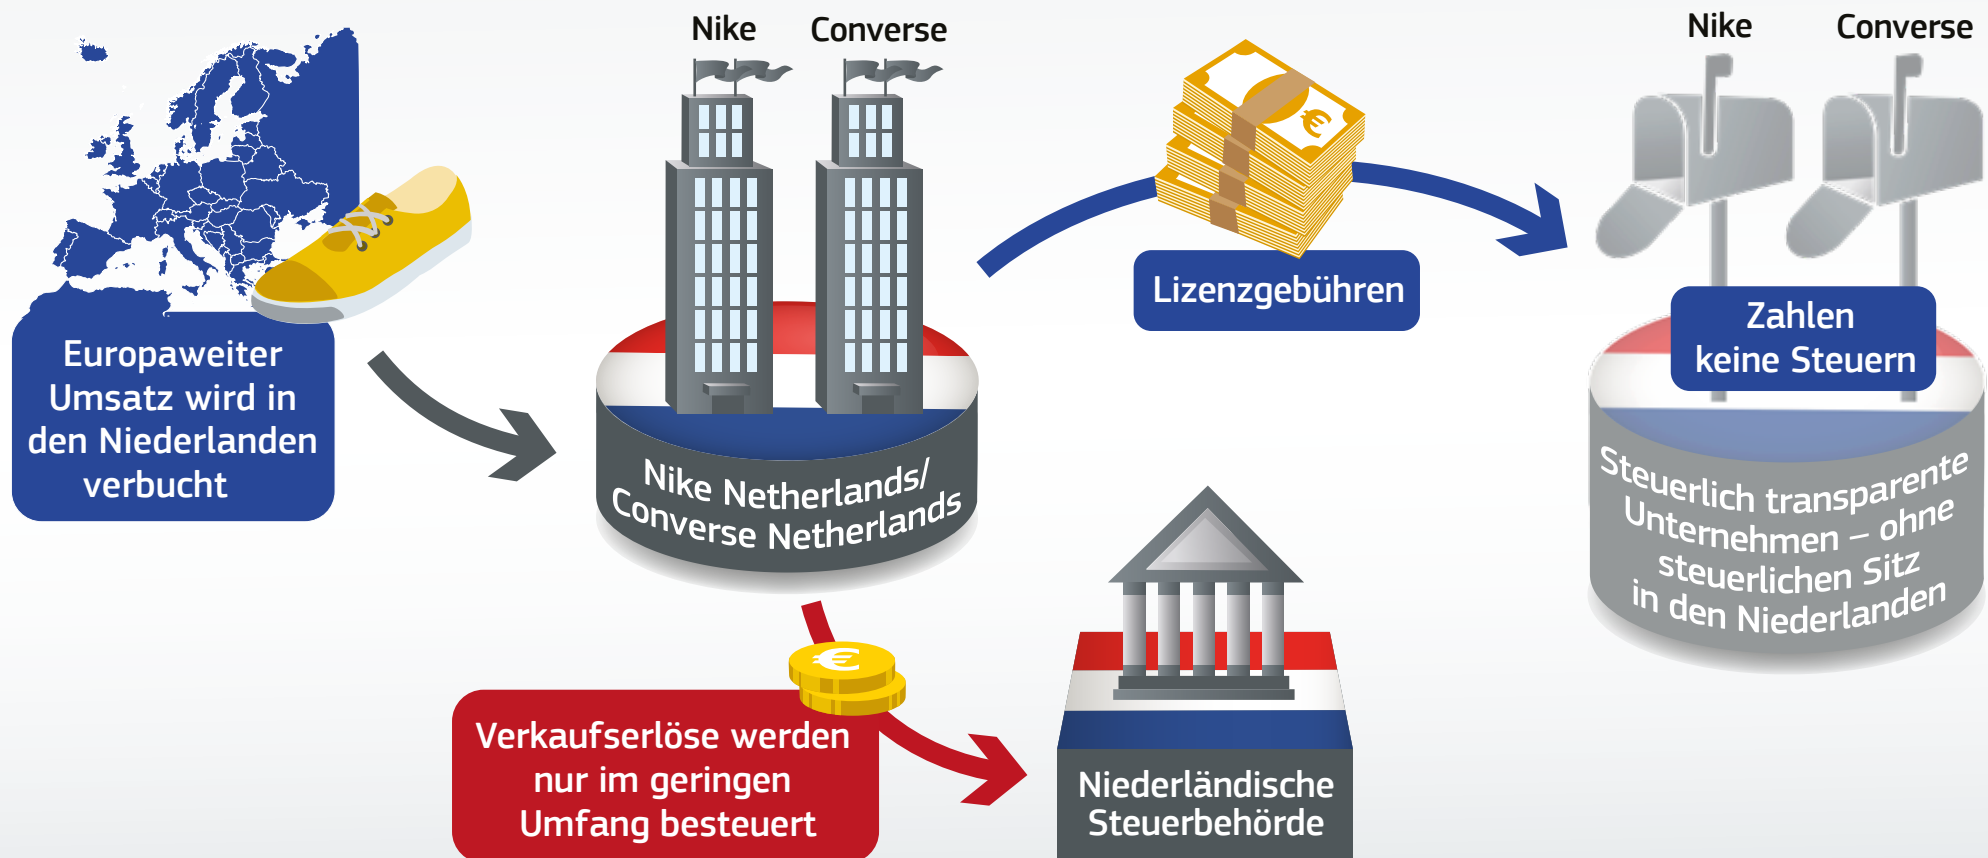 Nike
Converse
Nike
Converse
Europaweiter
Umsatz wird in
den Niederlanden
verbucht
Nike Netherlands/
Converse Netherlands
Lizenzgebühren
Zahlen
keine Steuern
Steuerlich transparente
Unternehmen – ohne
steuerlichen Sitz
in den Niederlanden
€
€
Verkaufserlöse werden
nur im geringen
Umfang besteuert
Niederländische
Steuerbehörde